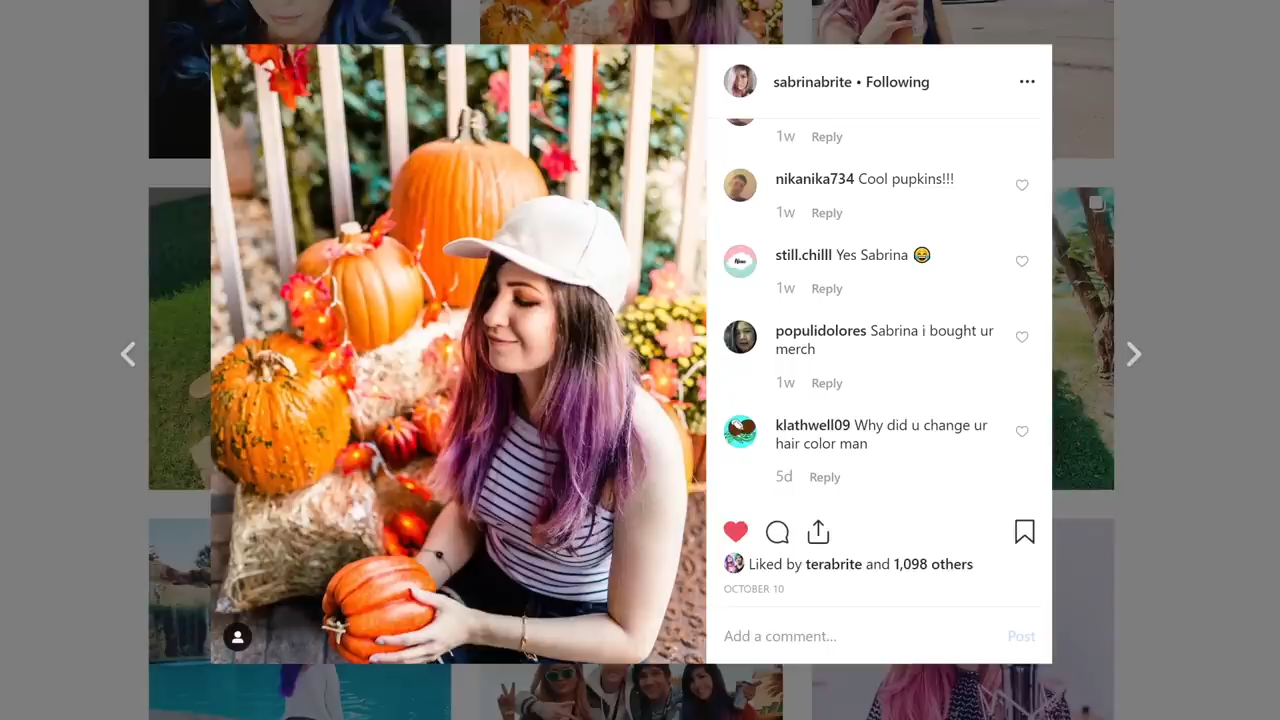 sabrinabrite • Following
1w Reply
nikanika734 Cool pupkins!!!
1w Reply
still.chilll Yes Sabrina 😂
1w Reply
populidolores Sabrina i bought ur
merch
1w Reply
klathwell09 Why did u change ur
hair color man
5d Reply
Liked by terabrite and 1,098 others
OCTOBER 10
Add a comment... Post